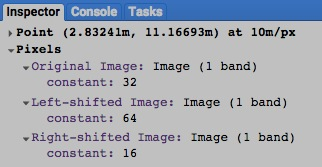 Inspector Console Tasks
Point (2.83241m, 11.16693m) at 10m/px
Pixels
Original Image: Image (1 band)
constant: 32
Left-shifted Image: Image (1 band)
constant: 64
Right-shifted Image: Image (1 band)
constant: 16